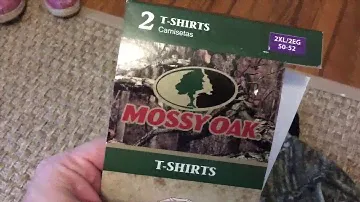 2 T-SHIRTS
Camisetas
2XL/2EG
50-52
MOSSY OAK
T-SHIRTS